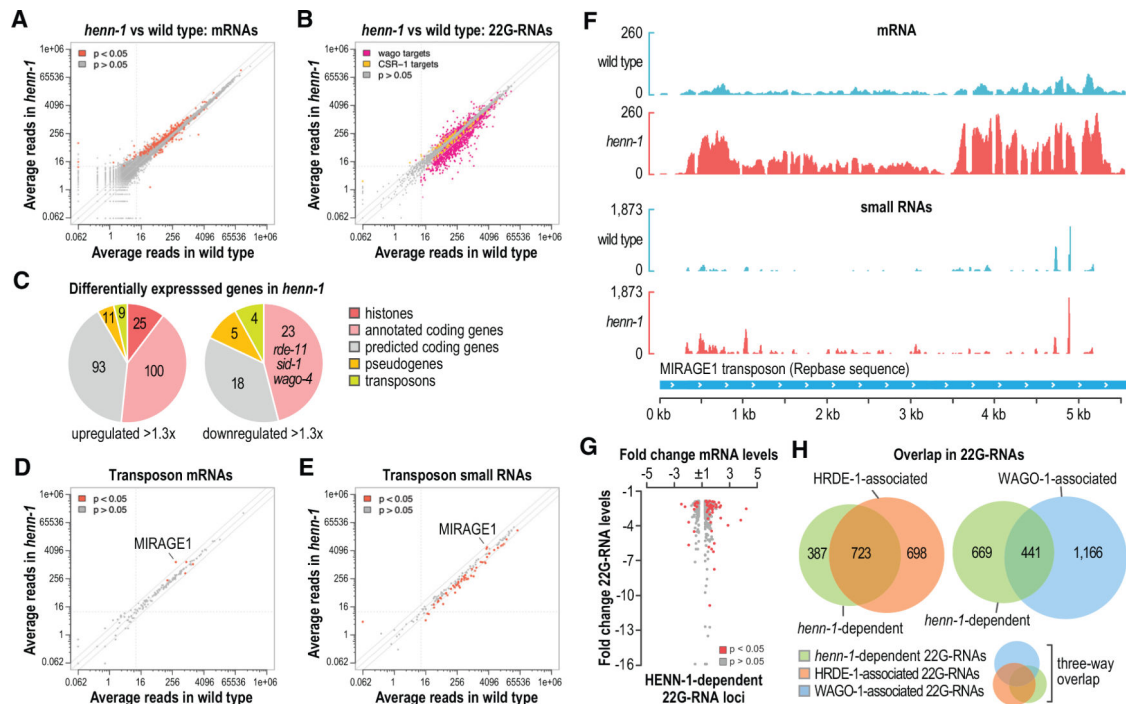 A
henn-1 vs wild type: mRNAs
p < 0.05
p > 0.05
Average reads in henn-1
1e+06
65536
4096
256
16
1
0.062
0.062
1
16
256
4096
65536
1e+06
Average reads in wild type
B
henn-1 vs wild type: 22G-RNAs
wago targets
CSR-1 targets
p > 0.05
Average reads in henn-1
1e+06
65536
4096
256
16
1
0.062
0.062
1
16
256
4096
65536
1e+06
Average reads in wild type
C
Differentially expresssed genes in henn-1
11
9
25
93
100
upregulated >1.3x
4
5
23
rde-11
sid-1
wago-4
18
downregulated >1.3x
histones
annotated coding genes
predicted coding genes
pseudogenes
transposons
D
Transposon mRNAs
p < 0.05
p > 0.05
MIRAGE1
Average reads in henn-1
1e+06
65536
4096
256
16
1
0.062
0.062
1
16
256
4096
65536
1e+06
Average reads in wild type
E
Transposon small RNAs
p < 0.05
p > 0.05
MIRAGE1
Average reads in henn-1
1e+06
65536
4096
256
16
1
0.062
0.062
1
16
256
4096
65536
1e+06
Average reads in wild type
F
mRNA
260
wild type
0
260
henn-1
0
small RNAs
1,873
wild type
0
1,873
henn-1
0
MIRAGE1 transposon (Repbase sequence)
0 kb
1 kb
2 kb
3 kb
4 kb
5 kb
G
Fold change mRNA levels
-5
-3
±1
3
5
Fold change 22G-RNA levels
-1
-4
-7
-10
-13
-16
p < 0.05
p > 0.05
HENN-1-dependent
22G-RNA loci
H
Overlap in 22G-RNAs
HRDE-1-associated
WAGO-1-associated
387
723
698
669
441
1,166
henn-1-dependent
henn-1-dependent
henn-1-dependent 22G-RNAs
HRDE-1-associated 22G-RNAs
WAGO-1-associated 22G-RNAs
three-way
overlap